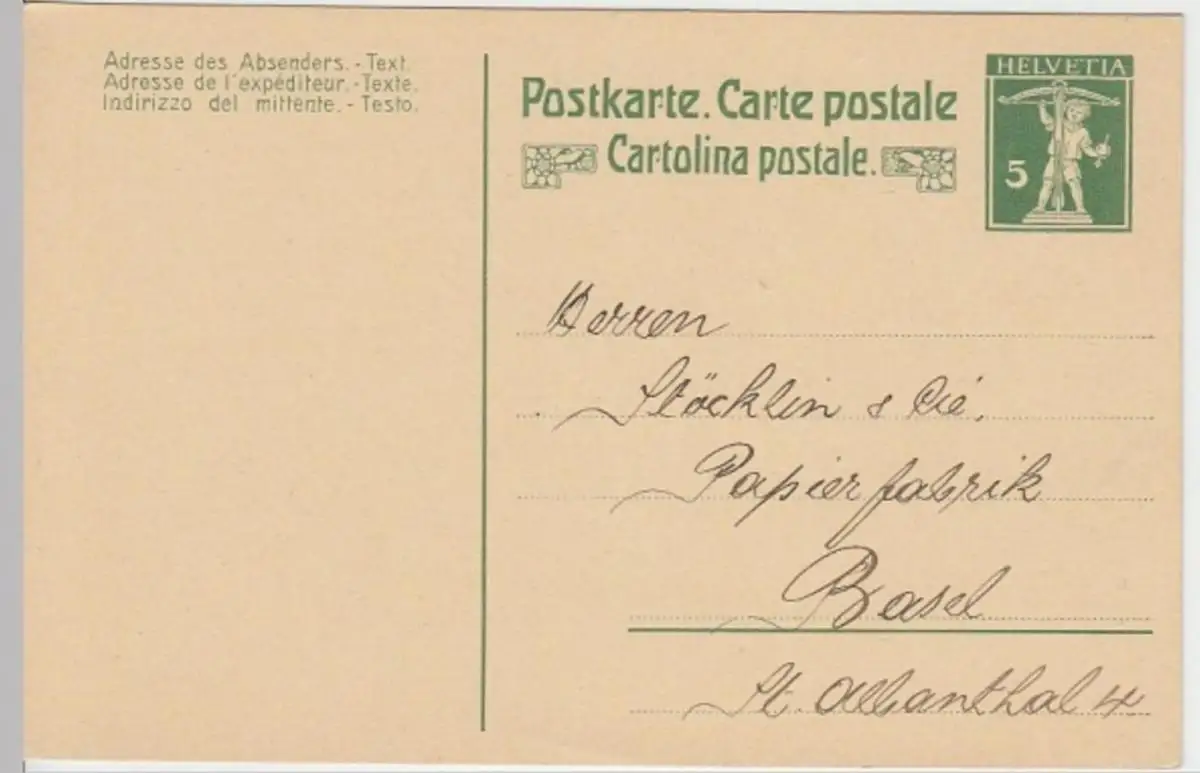 Adresse des Absenders. - Text.
Adresse de l'expéditeur. - Texte.
Indirizzo del mittente. - Testo.
Postkarte. Carte postale
Cartolina postale.
HELVETIA
5
Herren
Stöcklin & Cié.
Papierfabrik
Basel
St. Albanthal 4